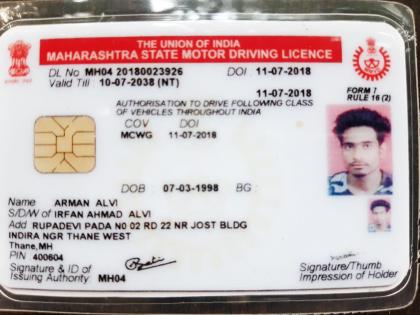 THE UNION OF INDIA
MAHARASHTRA STATE MOTOR DRIVING LICENCE
DL No MH04 20180023926 DOI 11-07-2018
Valid Till 10-07-2038 (NT)
11-07-2018
FORM 7
RULE 16 (2)
AUTHORISATION TO DRIVE FOLLOWING CLASS
OF VEHICLES THROUGHOUT INDIA
COV DOI
MCWG 11-07-2018
DOB 07-03-1998 BG
Name ARMAN ALVI
S/D/W of IRFAN AHMAD ALVI
Add RUPADEVI PADA N0 02 RD 22 NR JOST BLDG
INDIRA NGR THANE WEST
Thane,MH
PIN 400604
Signature & ID of
Issuing Authority MH04
Signature/Thumb
Impression of Holder